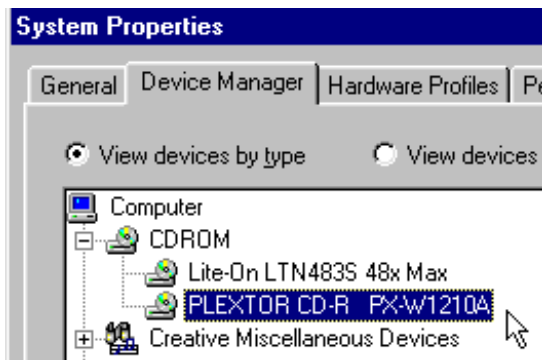 System Properties
General Device Manager Hardware Profiles
View devices by type View devices
Computer
CDROM
Lite-On LTN483S 48x Max
PLEXTOR CD-R PX-W1210A
Creative Miscellaneous Devices